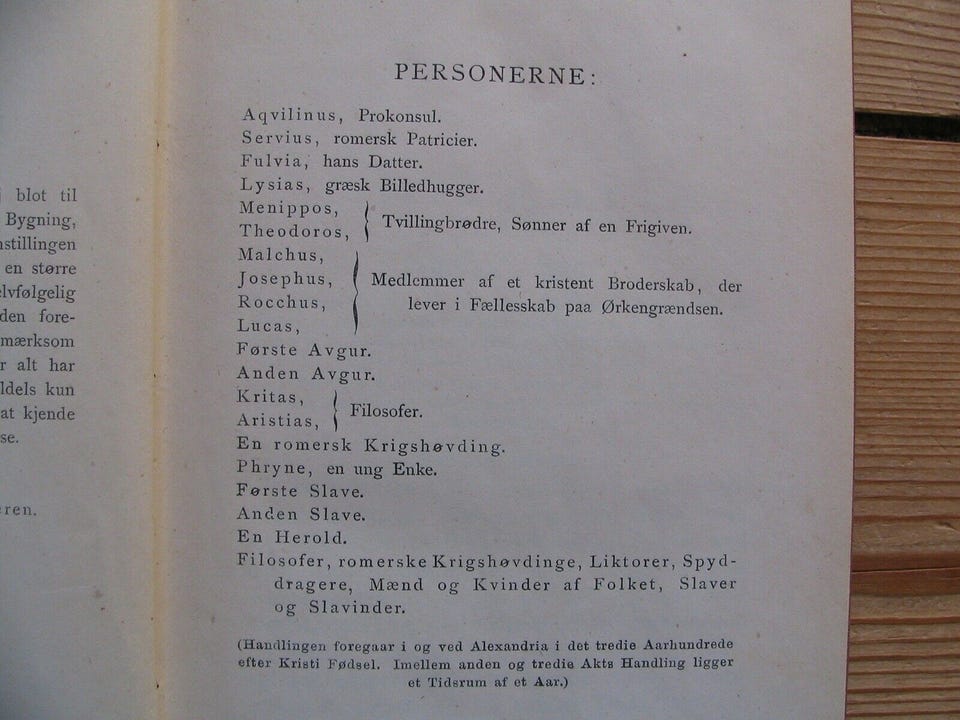 blot til
Bygning,
nstillingen
en større
elvfølgelig
den fore-
mærksom
r alt har
ldels kun
at kjende
se.
eren.
PERSONERNE:
Aqvilinus, Prokonsul.
Servius, romersk Patricier.
Fulvia, hans Datter.
Lysias, græsk Billedhugger.
Menippos,
Theodoros,
Tvillingbrødre, Sønner af en Frigiven.
Malchus,
Josephus,
Rocchus,
Lucas,
Medlemmer af et kristent Broderskab, der
lever i Fællesskab paa Ørkengrændsen.
Første Avgur.
Anden Avgur.
Kritas,
Aristias,
Filosofer.
En romersk Krigshøvding.
Phryne, en ung Enke.
Første Slave.
Anden Slave.
En Herold.
Filosofer, romerske Krigshøvdinge, Liktorer, Spyd-
dragere, Mænd og Kvinder af Folket, Slaver
og Slavinder.
(Handlingen foregaar i og ved Alexandria i det tredie Aarhundrede
efter Kristi Fødsel. Imellem anden og tredie Akts Handling ligger
et Tidsrum af et Aar.)